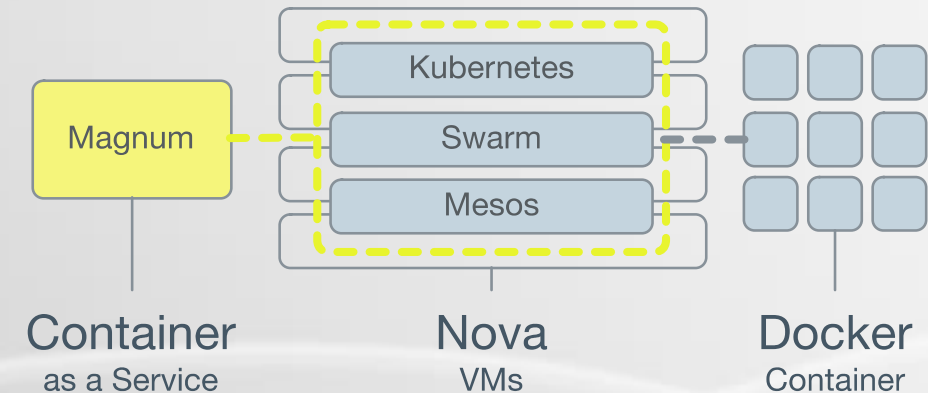 Kubernetes
Magnum
Swarm
Mesos
Container
as a Service
Nova
VMs
Docker
Container